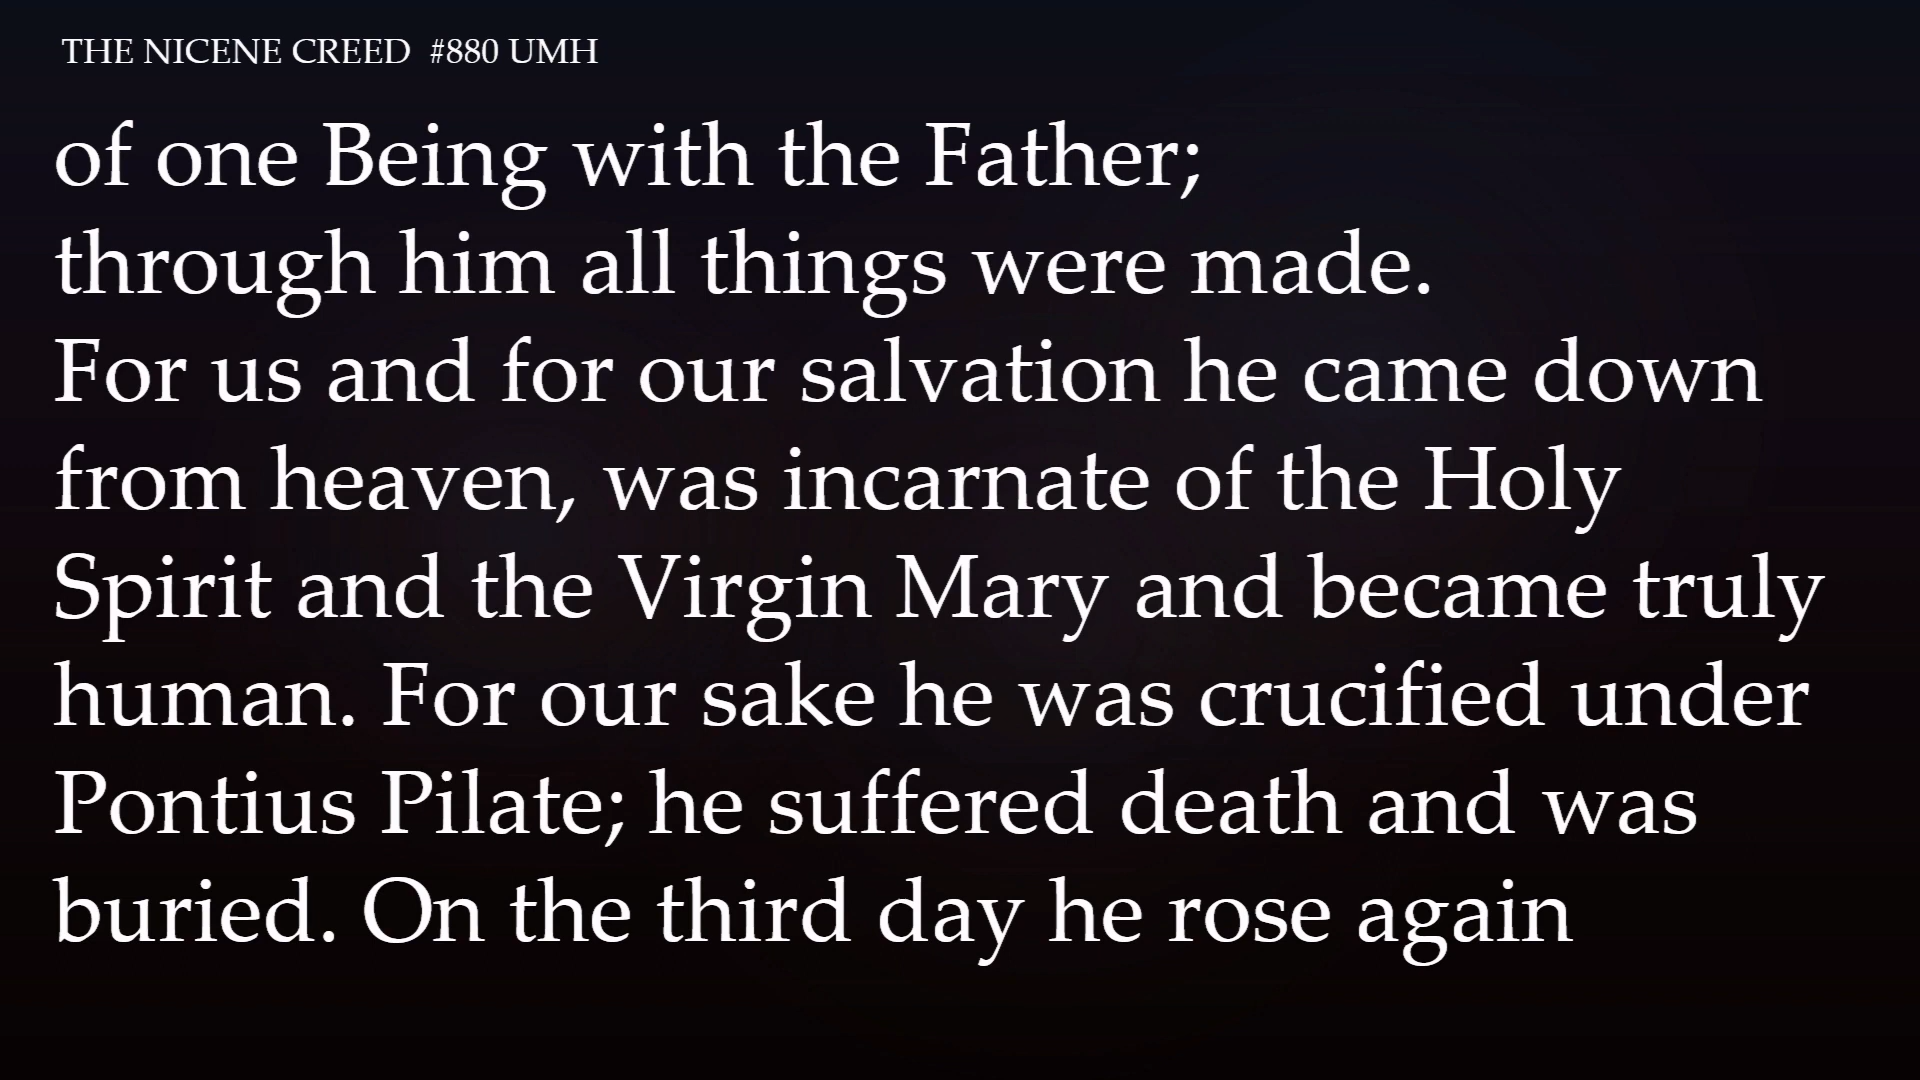 THE NICENE CREED #880 UMH
of one Being with the Father;
through him all things were made.
For us and for our salvation he came down
from heaven, was incarnate of the Holy
Spirit and the Virgin Mary and became truly
human. For our sake he was crucified under
Pontius Pilate; he suffered death and was
buried. On the third day he rose again